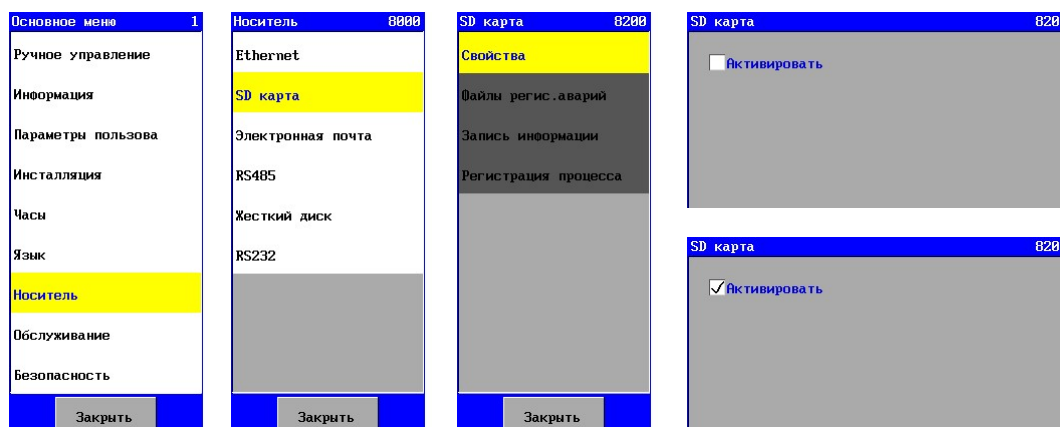 Основное меню 1
Ручное управление
Информация
Параметры пользова
Инсталляция
Часы
Язык
Носитель
Обслуживание
Безопасность
Закрыть
Носитель 8000
Ethernet
SD карта
Электронная почта
RS485
Жесткий диск
RS232
Закрыть
SD карта 8200
Свойства
Файлы регис.аварий
Запись информации
Регистрация процесса
Закрыть
SD карта 820
Активировать
SD карта 820
Активировать